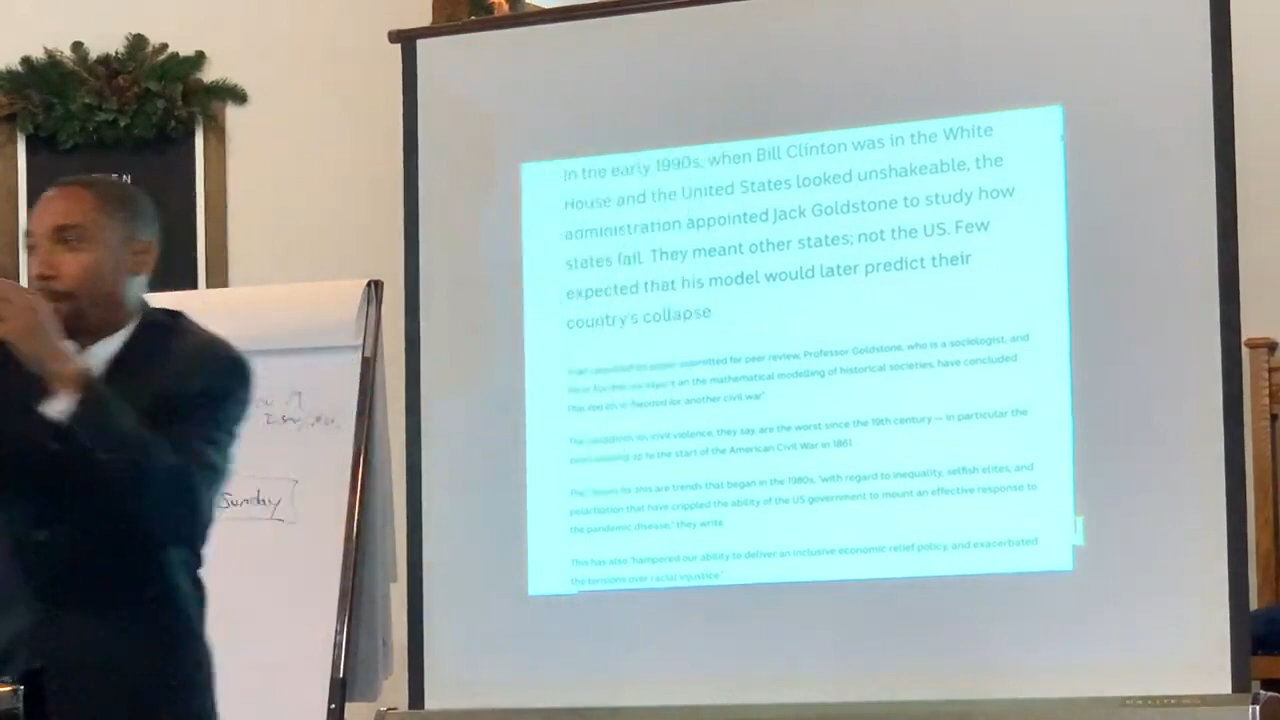 EN
In the early 1990s, when Bill Clinton was in the White
House and the United States looked unshakeable, the
administration appointed Jack Goldstone to study how
states fail. They meant other states; not the US. Few
expected that his model would later predict their
country's collapse
submitted for peer review, Professor Goldstone, who is a sociologist, and
on the mathematical modelling of historical societies, have concluded
headed for another civil war"
civil violence, they say, are the worst since the 19th century — in particular the
to the start of the American Civil War in 1861.
this are trends that began in the 1980s, "with regard to inequality, selfish elites, and
polarisation that have crippled the ability of the US government to mount an effective response to
the pandemic disease," they write.
This has also "hampered our ability to deliver an inclusive economic relief policy, and exacerbated
the tensions over racial injustice."
Sunday